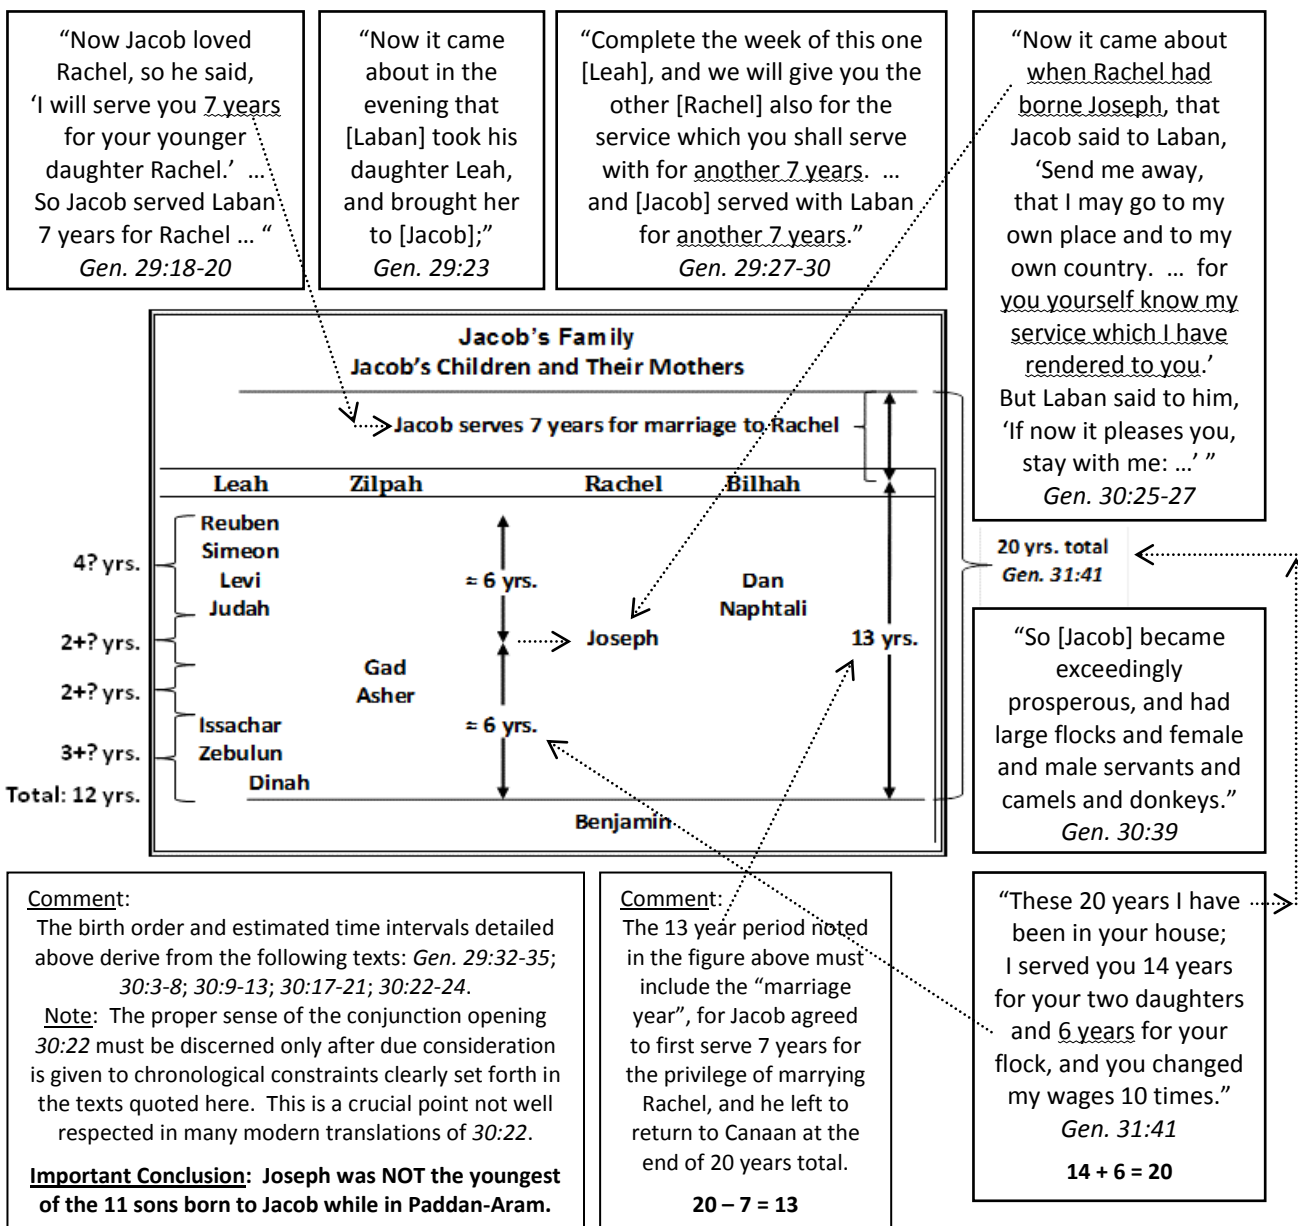 “Now Jacob loved
Rachel, so he said,
‘I will serve you 7 years
for your younger
daughter Rachel.’ …
So Jacob served Laban
7 years for Rachel … “
Gen. 29:18-20
“Now it came
about in the
evening that
[Laban] took his
daughter Leah,
and brought her
to [Jacob];”
Gen. 29:23
“Complete the week of this one
[Leah], and we will give you the
other [Rachel] also for the
service which you shall serve
with for another 7 years. …
and [Jacob] served with Laban
for another 7 years.”
Gen. 29:27-30
“Now it came about
when Rachel had
borne Joseph, that
Jacob said to Laban,
‘Send me away,
that I may go to my
own place and to my
own country. … for
you yourself know my
service which I have
rendered to you.’
But Laban said to him,
‘If now it pleases you,
stay with me: …’ ”
Gen. 30:25-27
Jacob’s Family
Jacob’s Children and Their Mothers
Jacob serves 7 years for marriage to Rachel
Leah Zilpah Rachel Bilhah
Reuben
Simeon
4? yrs.
Levi ≈ 6 yrs. Dan
Judah Naphtali
2+? yrs.
Joseph 13 yrs.
Gad
2+? yrs.
Asher
Issachar ≈ 6 yrs.
3+? yrs. Zebulun
Dinah
Total: 12 yrs.
Benjamin
20 yrs. total
Gen. 31:41
“So [Jacob] became
exceedingly
prosperous, and had
large flocks and female
and male servants and
camels and donkeys.”
Gen. 30:39
Comment:
The birth order and estimated time intervals detailed
above derive from the following texts: Gen. 29:32-35;
30:3-8; 30:9-13; 30:17-21; 30:22-24.
Note: The proper sense of the conjunction opening
30:22 must be discerned only after due consideration
is given to chronological constraints clearly set forth in
the texts quoted here. This is a crucial point not well
respected in many modern translations of 30:22.
Important Conclusion: Joseph was NOT the youngest
of the 11 sons born to Jacob while in Paddan-Aram.
Comment:
The 13 year period noted
in the figure above must
include the “marriage
year”, for Jacob agreed
to first serve 7 years for
the privilege of marrying
Rachel, and he left to
return to Canaan at the
end of 20 years total.
20 – 7 = 13
“These 20 years I have
been in your house;
I served you 14 years
for your two daughters
and 6 years for your
flock, and you changed
my wages 10 times.”
Gen. 31:41
14 + 6 = 20